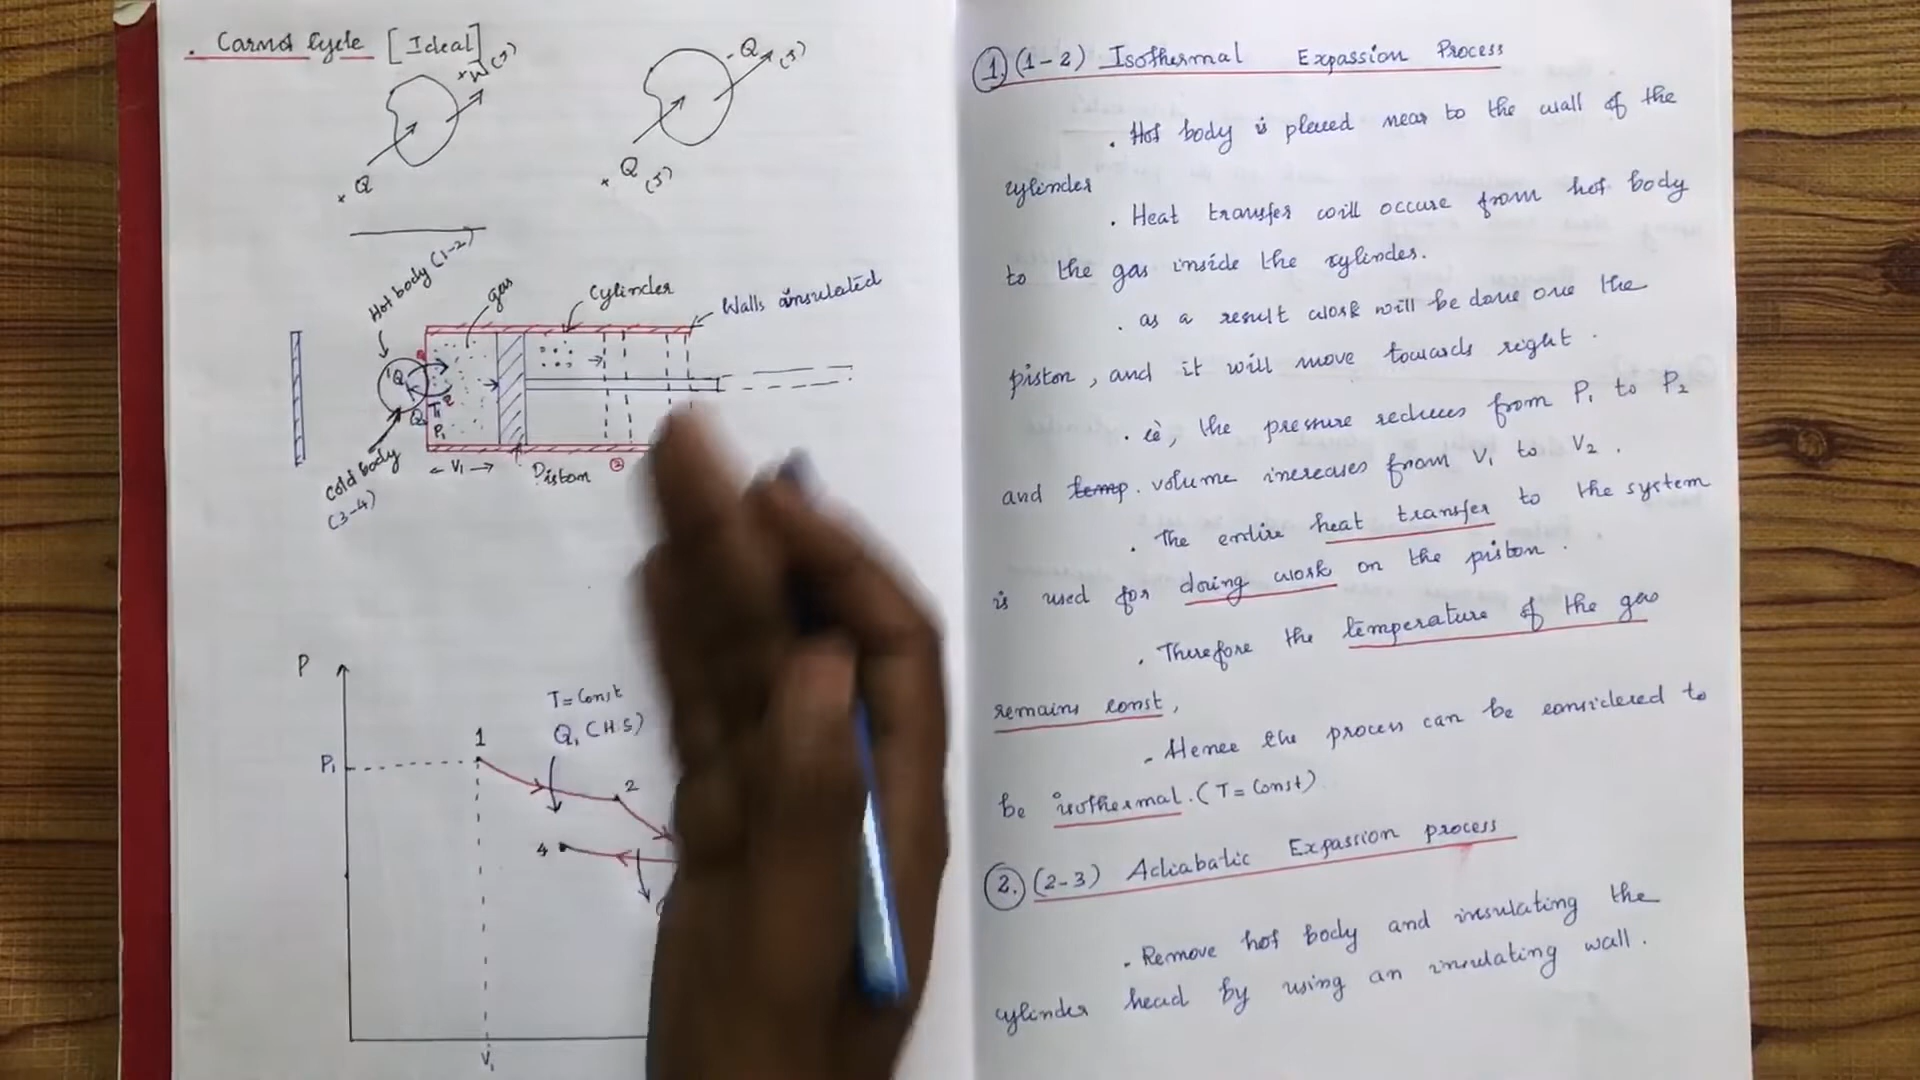 . Carnot Cycle [Ideal]
+W (J)
+ Q
- Q (J)
+ Q (J)
Hot body (1-2)
gas
Cylinder
Walls insulated
Q
T1
P1
Cold body
(3-4)
← V1 →
Piston
②
P
T = Const
Q1 (H.S)
1
P1
2
4
V1
1. (1-2) Isothermal Expassion Process
. Hot body is placed near to the wall of the
cylinder
. Heat transfer will occure from hot body
to the gas inside the cylinder.
. as a result work will be done one the
piston, and it will move towards right.
. ie, the pressure reduces from P1 to P2
and temp. volume increases from V1 to V2.
. The entire heat transfer to the system
is used for doing work on the piston.
. Therefore the temperature of the gas
remains const,
- Hence the process can be considered to
be isothermal. (T = Const)
2. (2-3) Adiabatic Expassion process
. Remove hot body and insulating the
cylinder head by using an insulating wall.